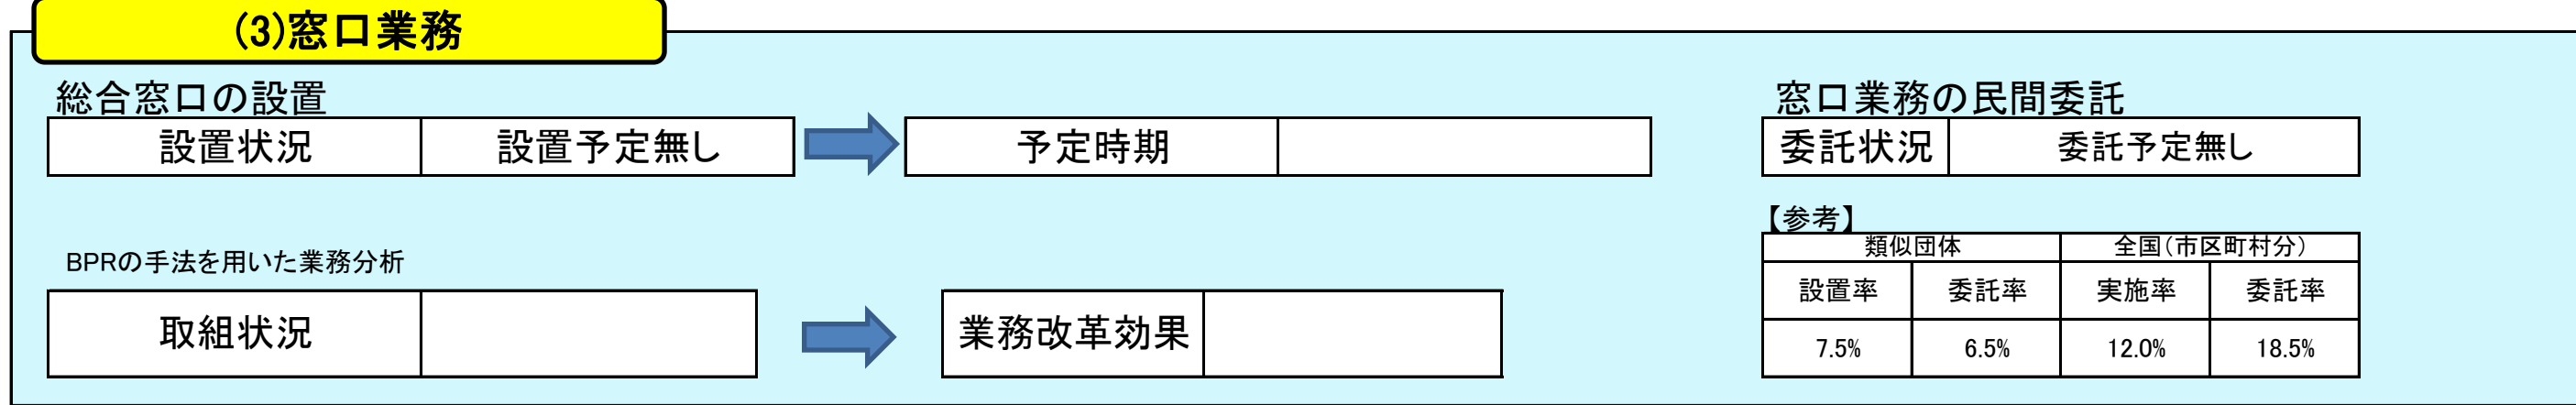 (3)窓口業務
総合窓口の設置
設置状況 設置予定無し 予定時期
窓口業務の民間委託
委託状況 委託予定無し
BPRの手法を用いた業務分析
取組状況 業務改革効果
【参考】
類似団体 全国(市区町村分)
設置率 委託率 実施率 委託率
7.5% 6.5% 12.0% 18.5%